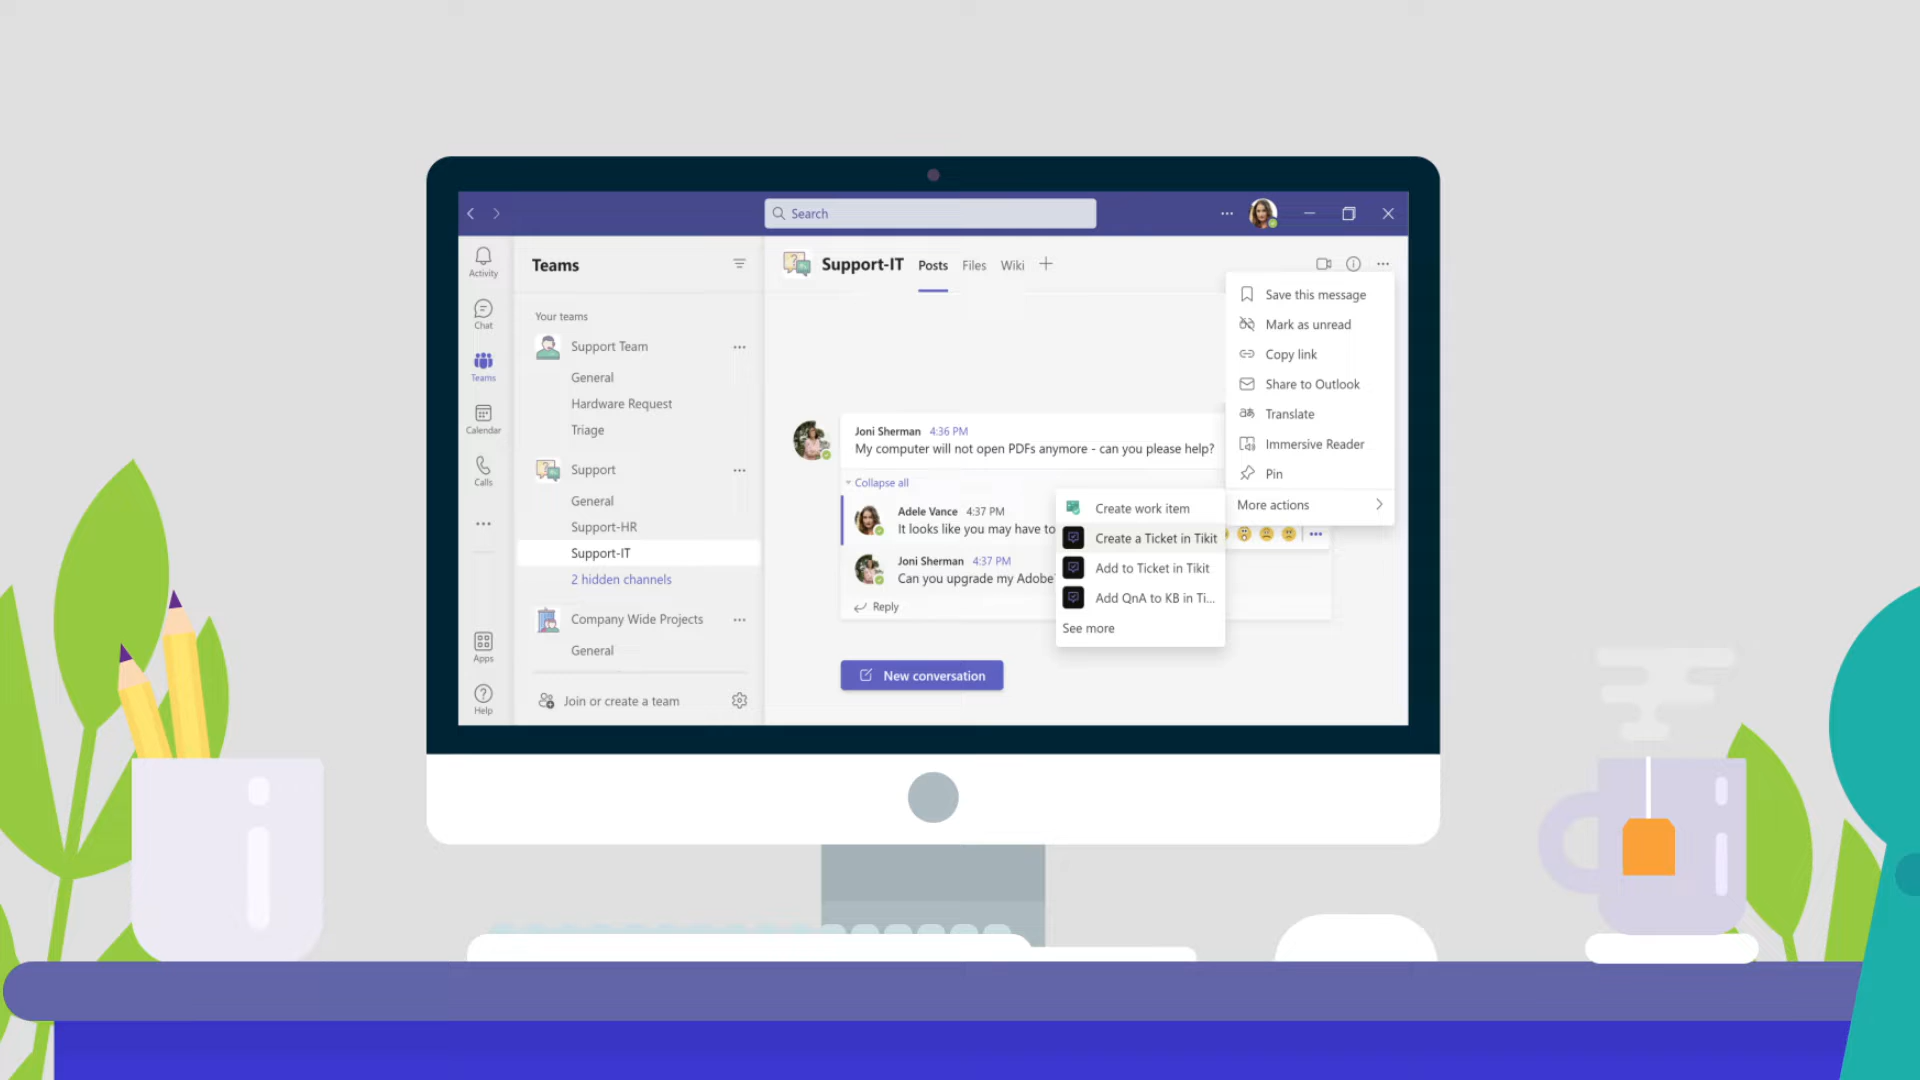 Search
Activity
Chat
Teams
Calendar
Calls
Apps
Help
Teams
Your teams
Support Team
General
Hardware Request
Triage
Support
General
Support-HR
Support-IT
2 hidden channels
Company Wide Projects
General
Join or create a team
Support-IT Posts Files Wiki
Joni Sherman 4:36 PM
My computer will not open PDFs anymore - can you please help?
Collapse all
Adele Vance 4:37 PM
It looks like you may have to
Joni Sherman 4:37 PM
Can you upgrade my Adobe
Reply
New conversation
Save this message
Mark as unread
Copy link
Share to Outlook
Translate
Immersive Reader
Pin
More actions
Create work item
Create a Ticket in Tikit
Add to Ticket in Tikit
Add QnA to KB in Ti...
See more